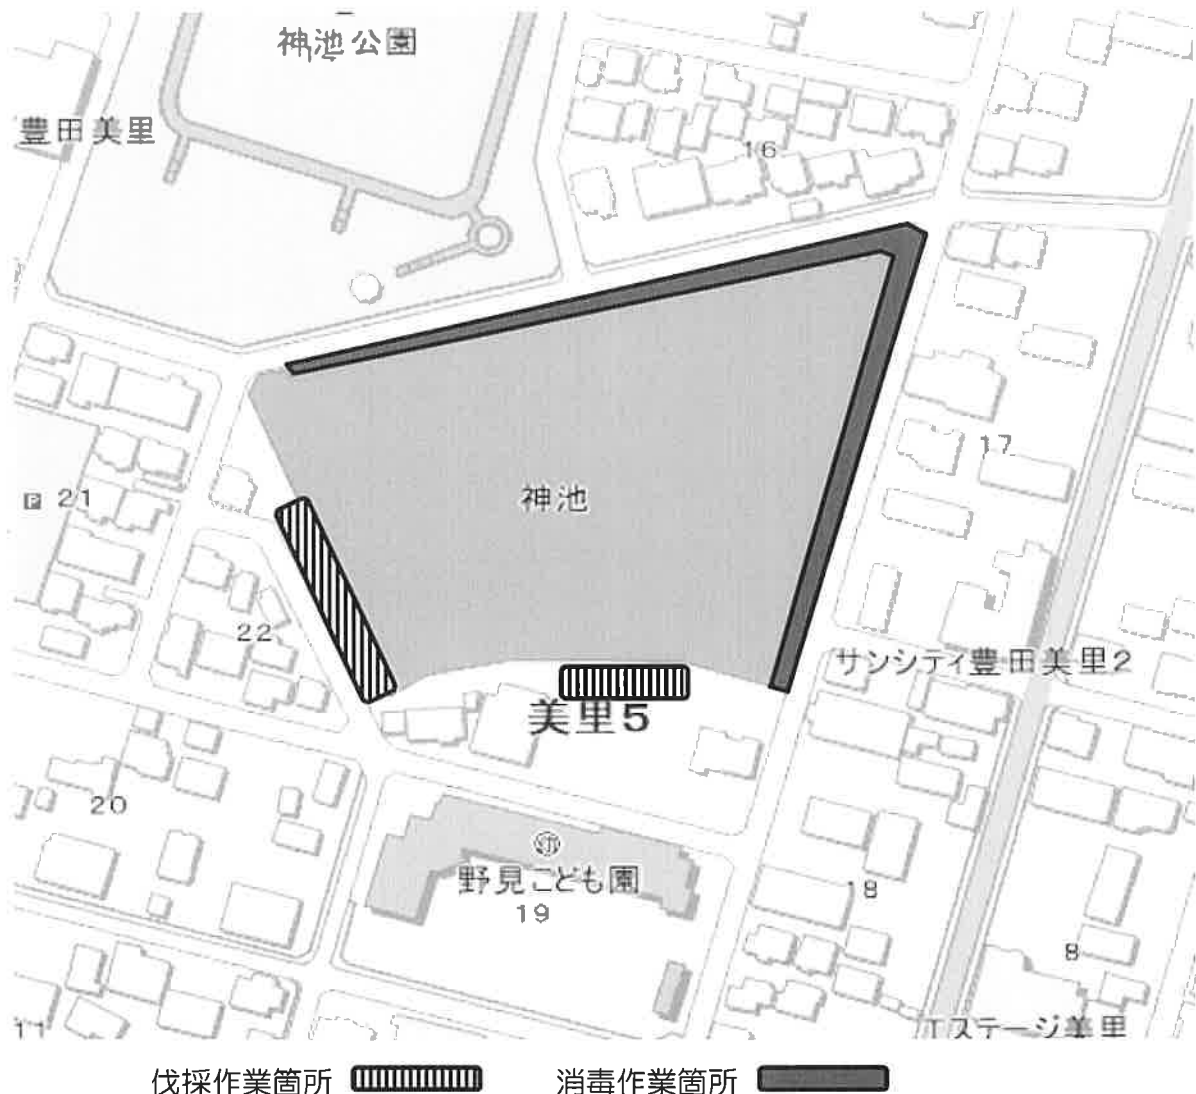 神池公園
豊田美里
16
17
神池
P 21
22
サンシティ豊田美里2
美里5
20
野見こども園
19
18
8
11
Tステージ美里
伐採作業箇所
消毒作業箇所